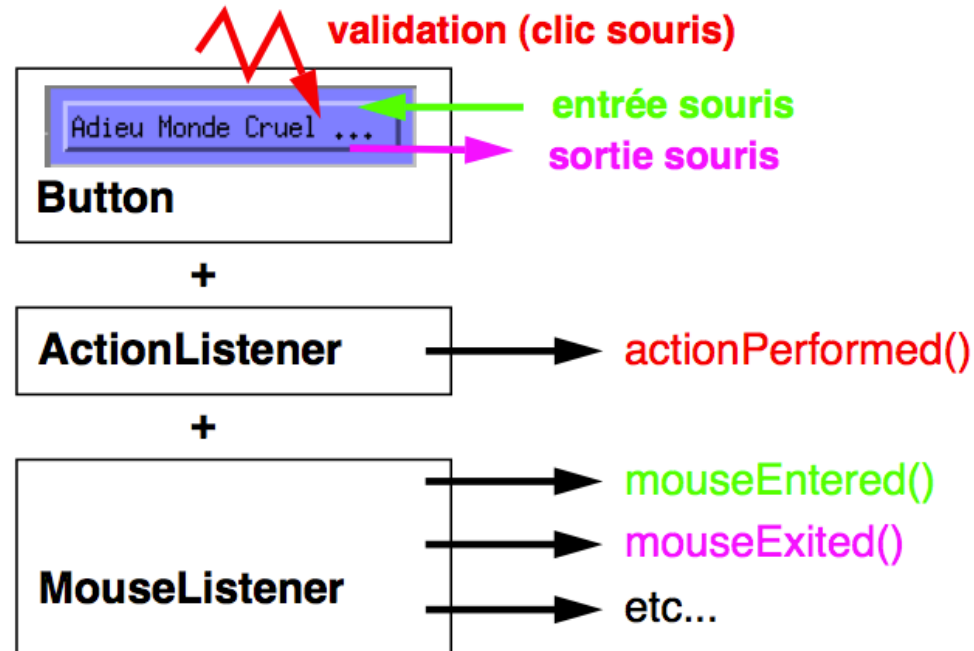 validation (clic souris)
entrée souris
Adieu Monde Cruel ...
sortie souris
Button
+
ActionListener
actionPerformed()
+
mouseEntered()
mouseExited()
MouseListener
etc...